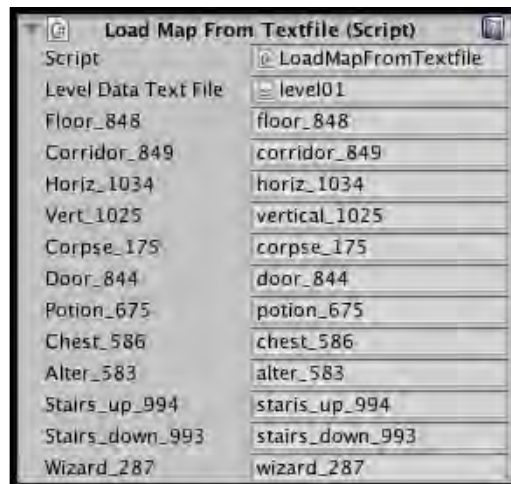 Load Map From Textfile (Script)
Script LoadMapFromTextfile
Level Data Text File level01
Floor_848 floor_848
Corridor_849 corridor_849
Horiz_1034 horiz_1034
Vert_1025 vertical_1025
Corpse_175 corpse_175
Door_844 door_844
Potion_675 potion_675
Chest_586 chest_586
Alter_583 alter_583
Stairs_up_994 staris_up_994
Stairs_down_993 stairs_down_993
Wizard_287 wizard_287